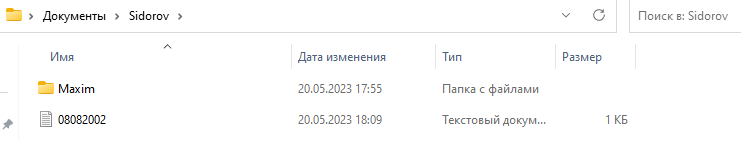 Документы Sidorov Поиск в: Sidorov
Имя Дата изменения Тип Размер
Maxim 20.05.2023 17:55 Папка с файлами
08082002 20.05.2023 18:09 Текстовый докум... 1 КБ